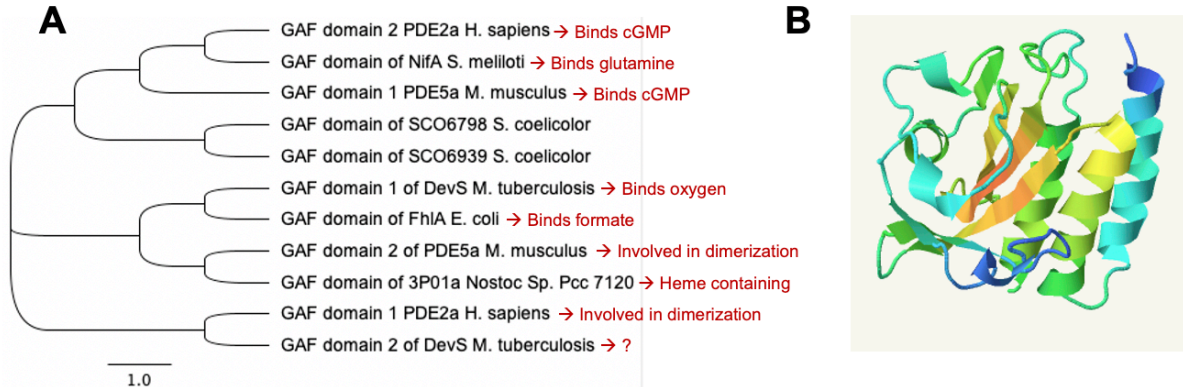 A
B
GAF domain 2 PDE2a H. sapiens → Binds cGMP
GAF domain of NifA S. meliloti → Binds glutamine
GAF domain 1 PDE5a M. musculus → Binds cGMP
GAF domain of SCO6798 S. coelicolor
GAF domain of SCO6939 S. coelicolor
GAF domain 1 of DevS M. tuberculosis → Binds oxygen
GAF domain of FhlA E. coli → Binds formate
GAF domain 2 of PDE5a M. musculus → Involved in dimerization
GAF domain of 3P01a Nostoc Sp. Pcc 7120 → Heme containing
GAF domain 1 PDE2a H. sapiens → Involved in dimerization
GAF domain 2 of DevS M. tuberculosis → ?
1.0